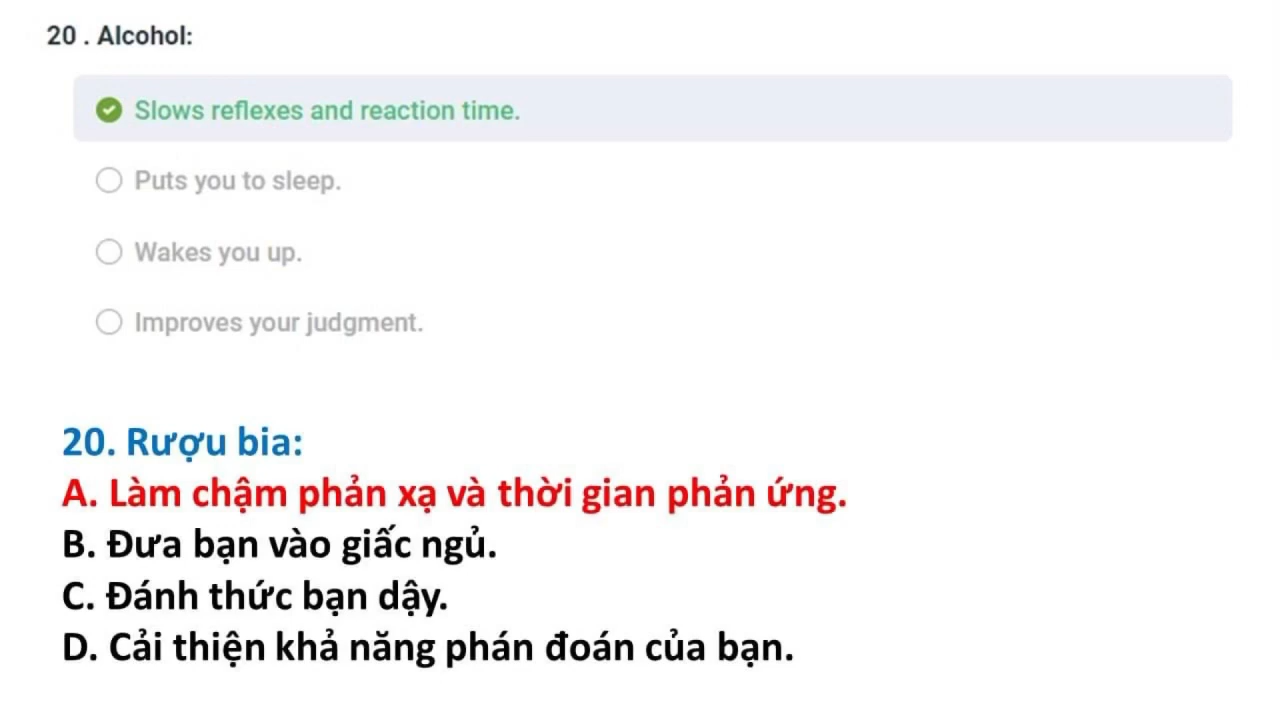 20 . Alcohol:
Slows reflexes and reaction time.
Puts you to sleep.
Wakes you up.
Improves your judgment.
20. Rượu bia:
A. Làm chậm phản xạ và thời gian phản ứng.
B. Đưa bạn vào giấc ngủ.
C. Đánh thức bạn dậy.
D. Cải thiện khả năng phán đoán của bạn.